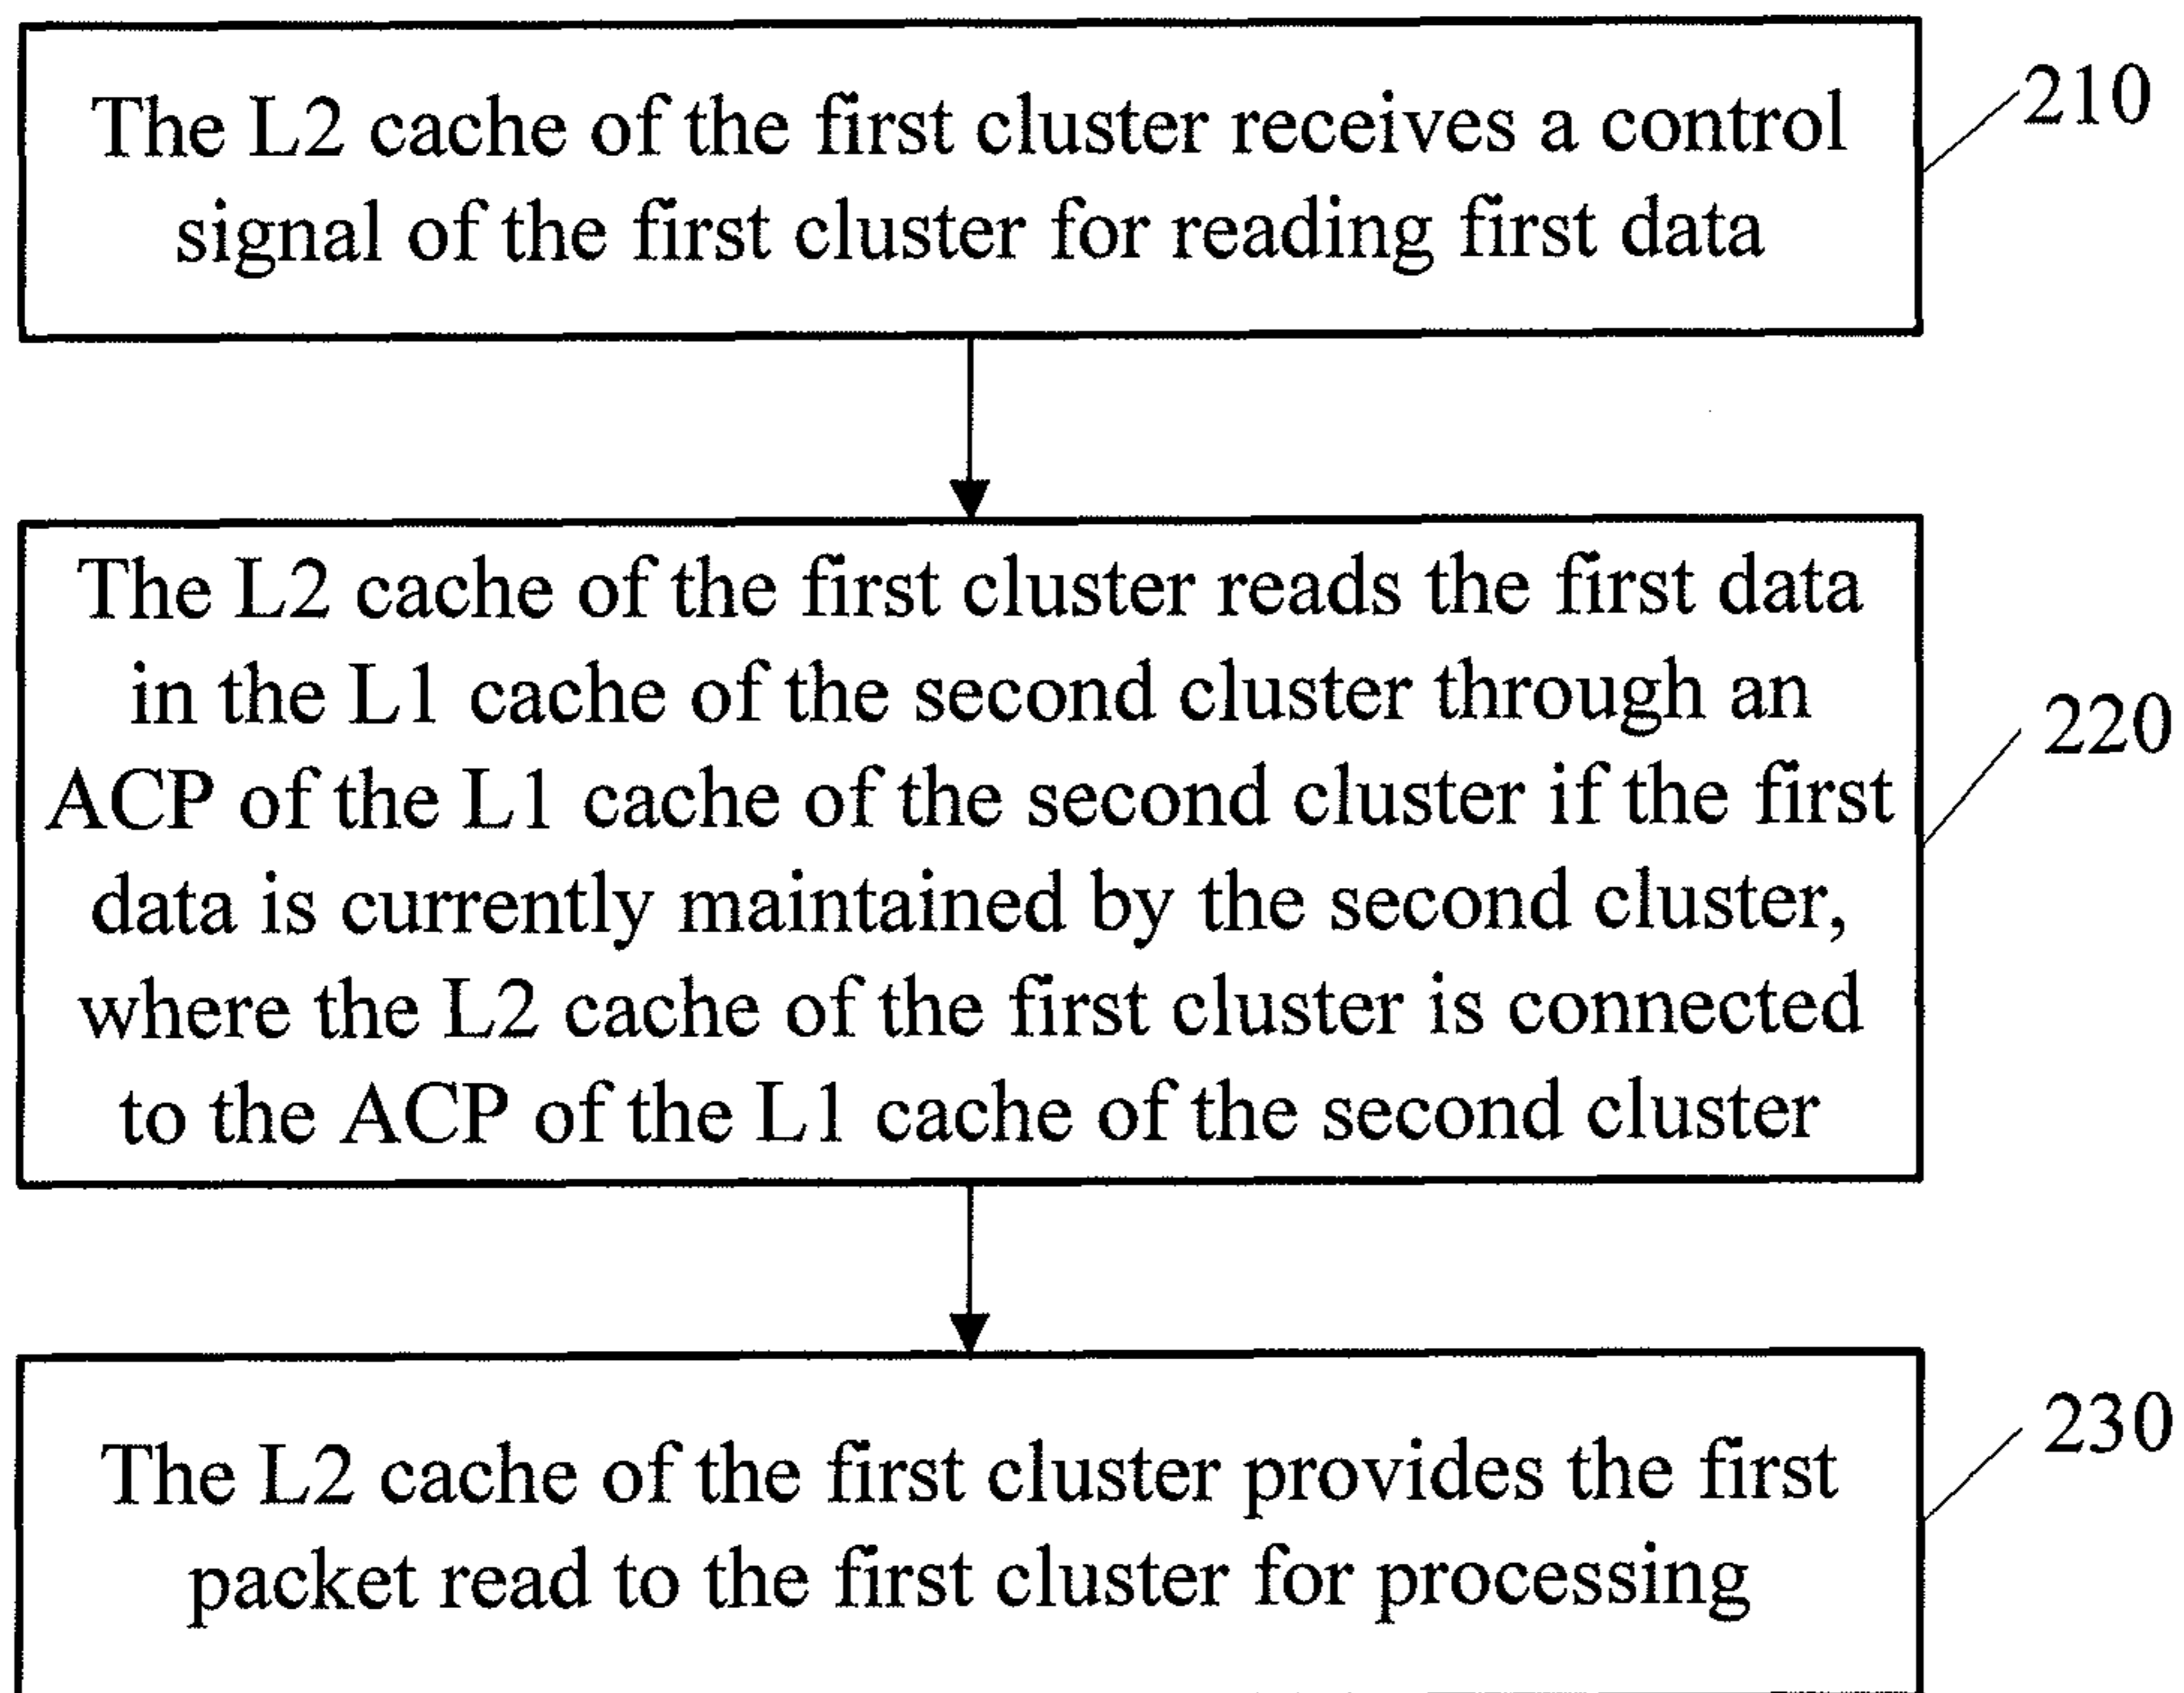 The L2 cache of the first cluster receives a control
signal of the first cluster for reading first data
210
The L2 cache of the first cluster reads the first data
in the L1 cache of the second cluster through an
ACP of the L1 cache of the second cluster if the first
data is currently maintained by the second cluster,
where the L2 cache of the first cluster is connected
to the ACP of the L1 cache of the second cluster
220
The L2 cache of the first cluster provides the first
packet read to the first cluster for processing
230